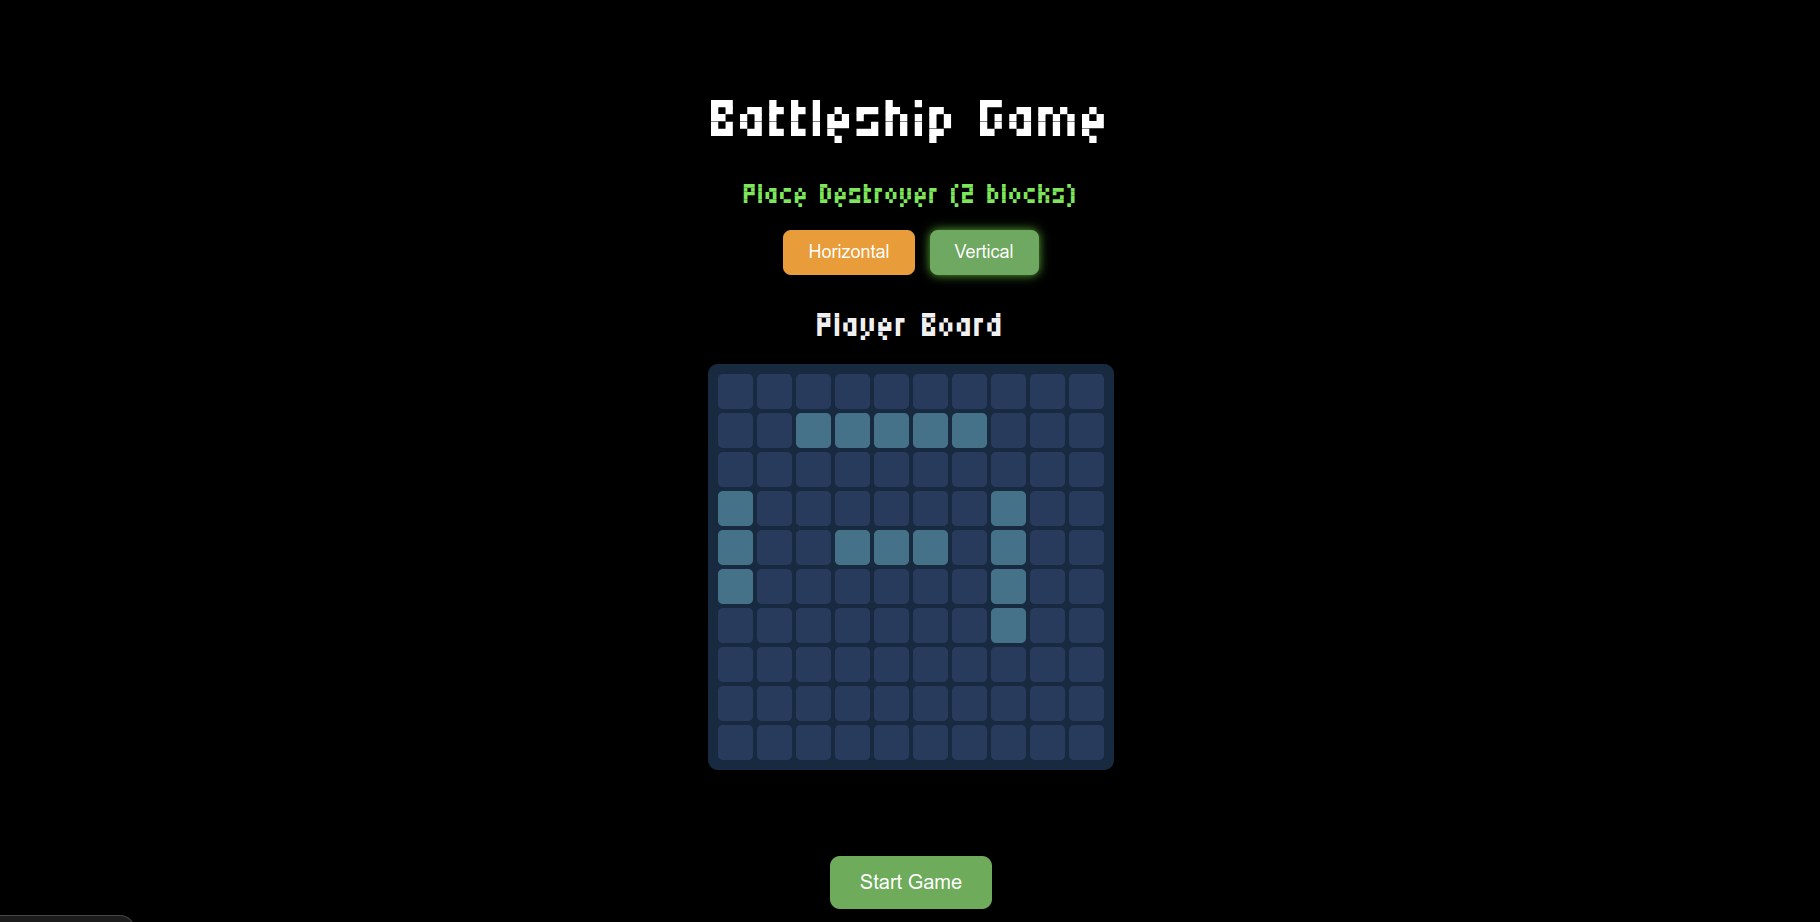 Battleship Game
Place Destroyer (2 blocks)
Horizontal Vertical
Player Board
Start Game